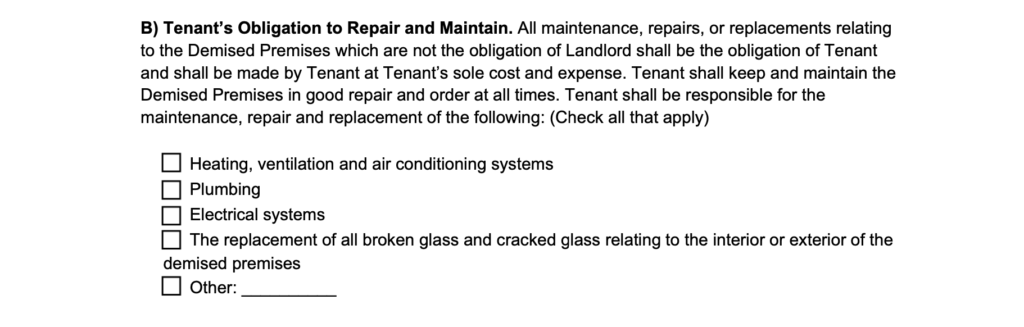 B) Tenant's Obligation to Repair and Maintain. All maintenance, repairs, or replacements relating
to the Demised Premises which are not the obligation of Landlord shall be the obligation of Tenant
and shall be made by Tenant at Tenant's sole cost and expense. Tenant shall keep and maintain the
Demised Premises in good repair and order at all times. Tenant shall be responsible for the
maintenance, repair and replacement of the following: (Check all that apply)
☐ Heating, ventilation and air conditioning systems
☐ Plumbing
☐ Electrical systems
☐ The replacement of all broken glass and cracked glass relating to the interior or exterior of the
demised premises
☐ Other: ___________